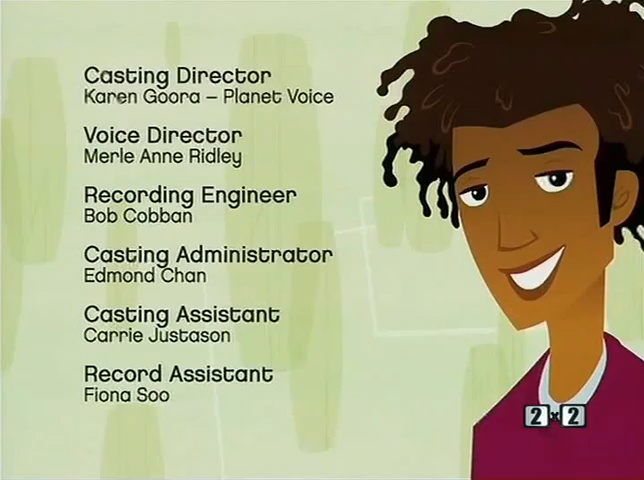 Casting Director
Karen Goora – Planet Voice
Voice Director
Merle Anne Ridley
Recording Engineer
Bob Cobban
Casting Administrator
Edmond Chan
Casting Assistant
Carrie Justason
Record Assistant
Fiona Soo
2x2